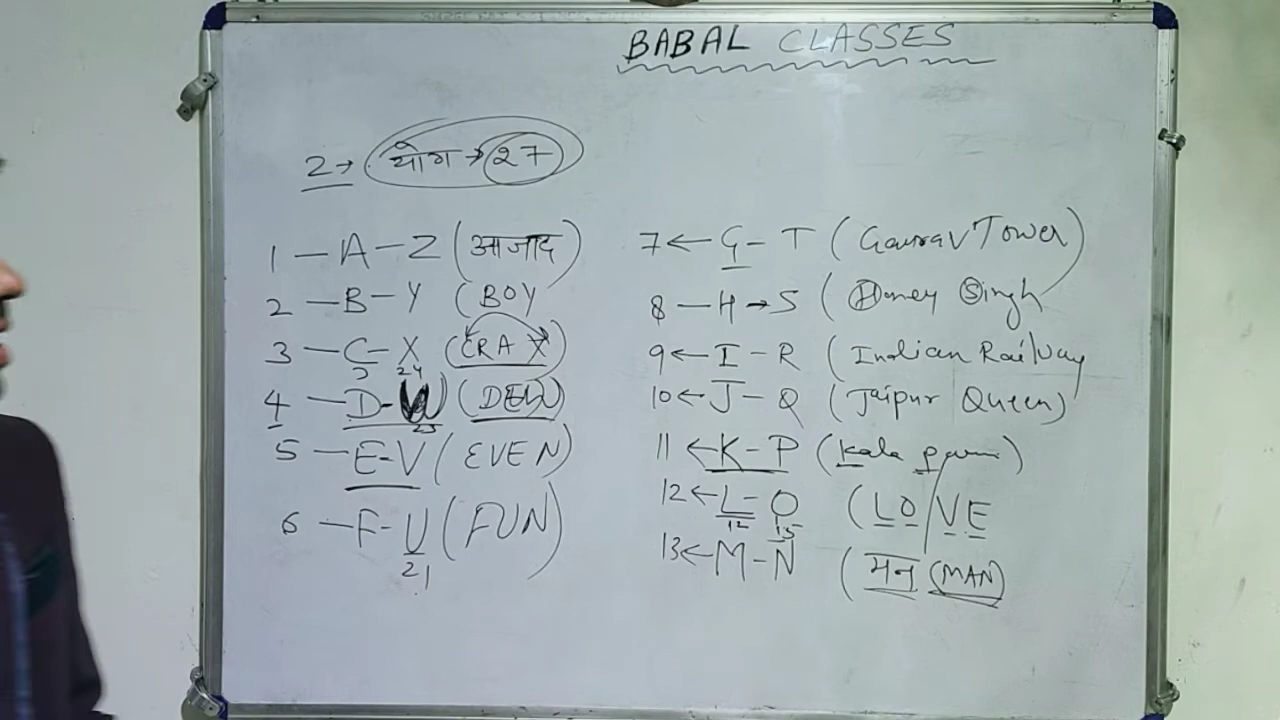 BABAL CLASSES
2→ योग → 27
1 — A – Z (आजाद)
2 — B – Y (BOY
3 — C – X (CRAX)
3 24
4 — D – W (DEW)
23
5 — E – V (EVEN)
6 — F – U (FUN)
21
7 ← G – T (Gaurav Tower)
8 — H → S (Honey Singh
9 ← I – R (Indian Railway
10 ← J – Q (Jaipur Queen)
11 ← K – P (kala pani)
12 ← L – O (LO/VE
12 15
13 ← M – N (मन (MAN)